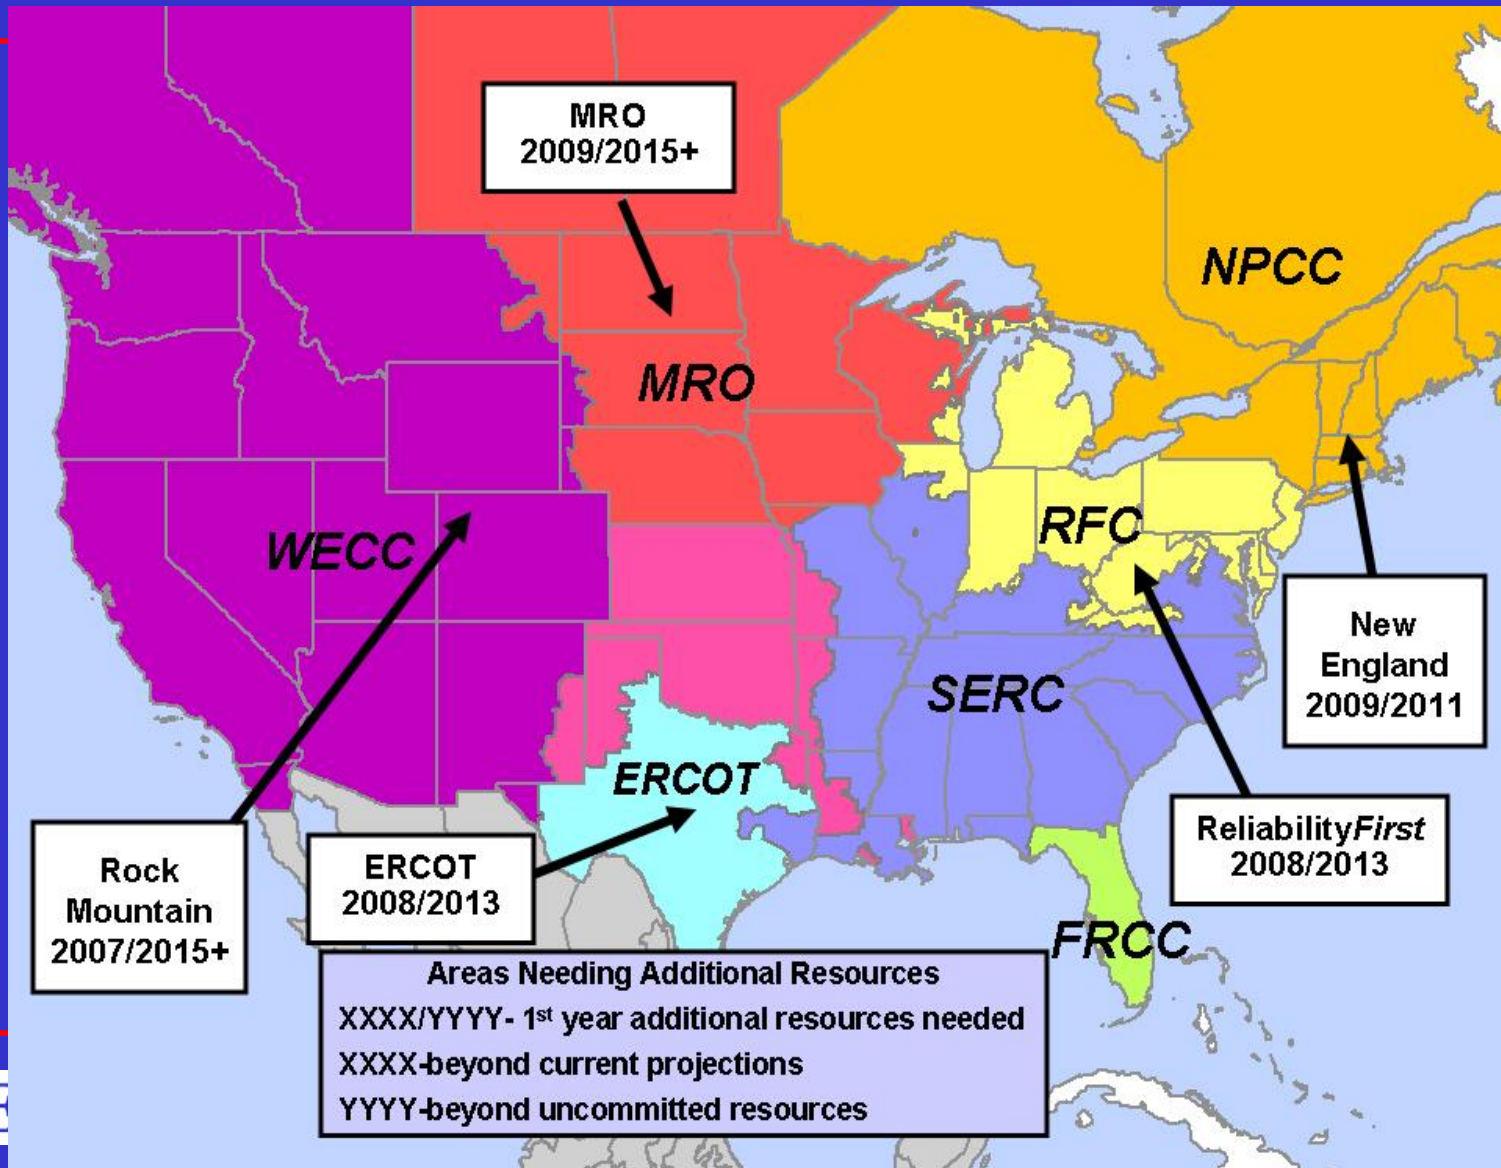 MRO
2009/2015+
NPCC
MRO
WECC
RFC
New
England
2009/2011
SERC
ERCOT
Reliability First
2008/2013
Rock
Mountain
2007/2015+
ERCOT
2008/2013
FRCC
Areas Needing Additional Resources
XXXX/YYYY- 1st year additional resources needed
XXXX-beyond current projections
YYYY-beyond uncommitted resources